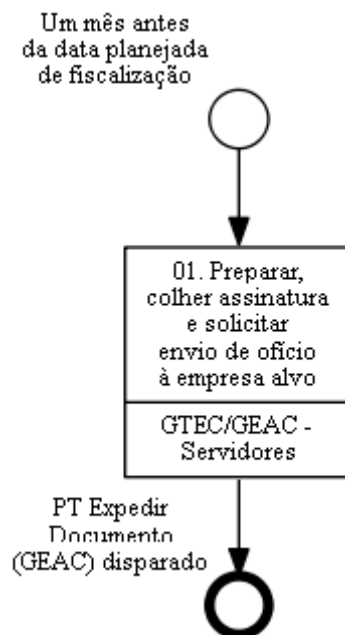 Um mês antes
da data planejada
de fiscalização
01. Preparar,
colher assinatura
e solicitar
envio de ofício
à empresa alvo
GTEC/GEAC -
Servidores
PT Expedir
Documento
(GEAC) disparado